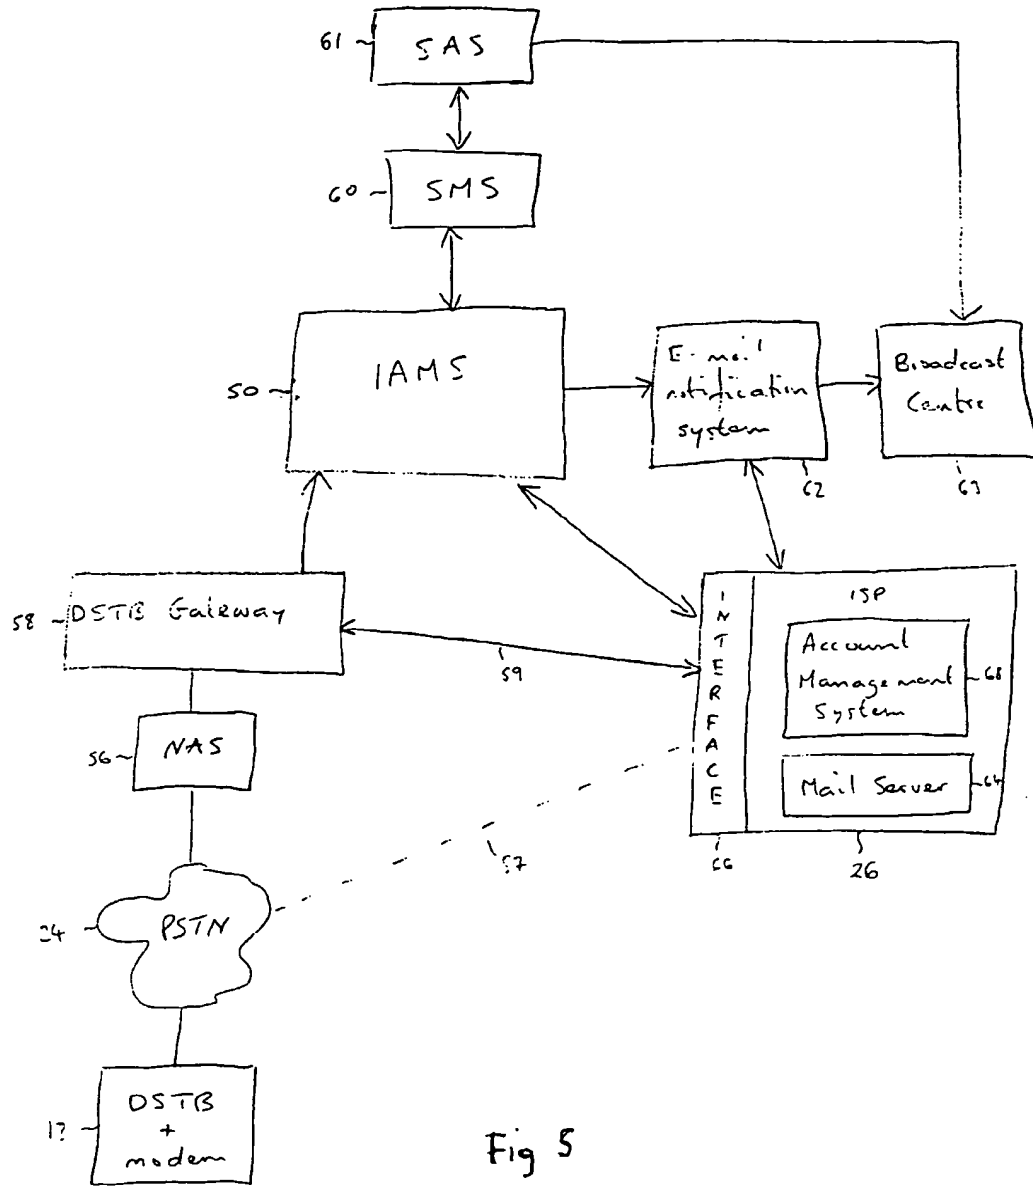 61
SAS
60
SMS
50
IAMS
E-mail
notification
system
Broadcast
Centre
62
63
58
DSTB Gateway
59
INTERFACE
ISP
Account
Management
System
68
Mail Server
64
66
26
56
NAS
57
PSTN
DSTB
+
modem
Fig 5